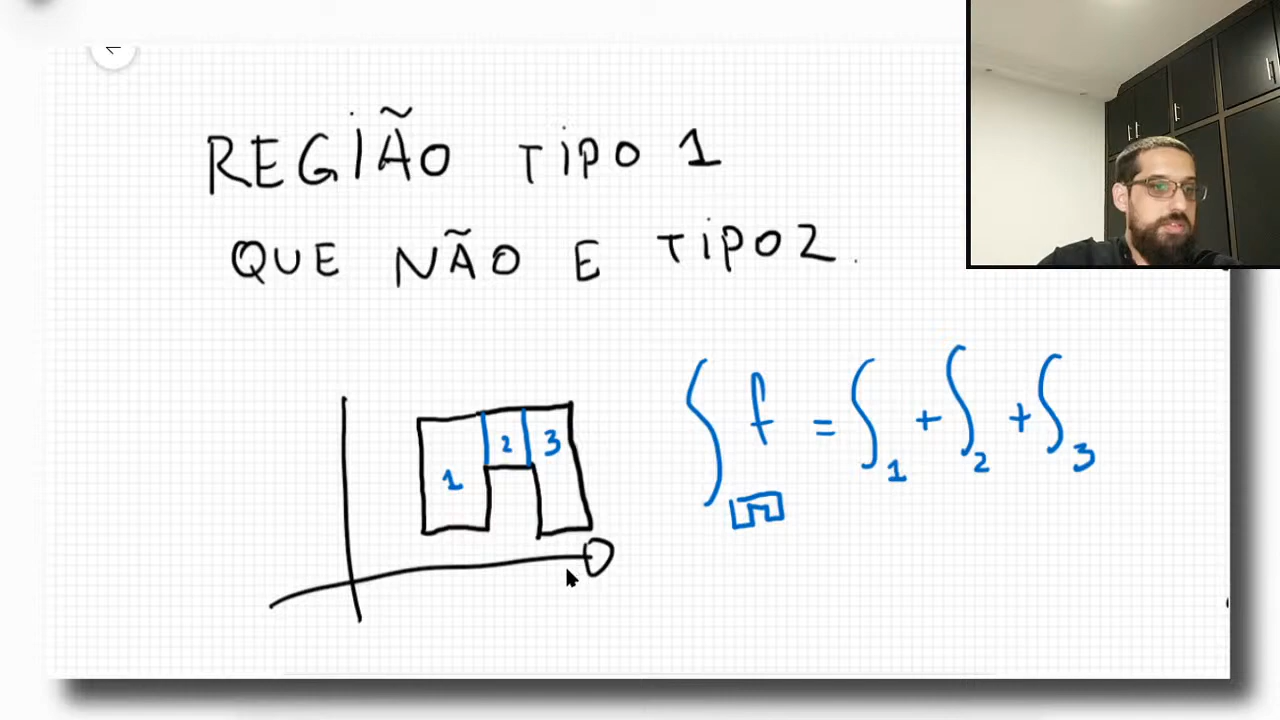 REGIÃO TIPO 1
QUE NÃO E TIPO 2.
1 2 3
∫ f = ∫₁ + ∫₂ + ∫₃